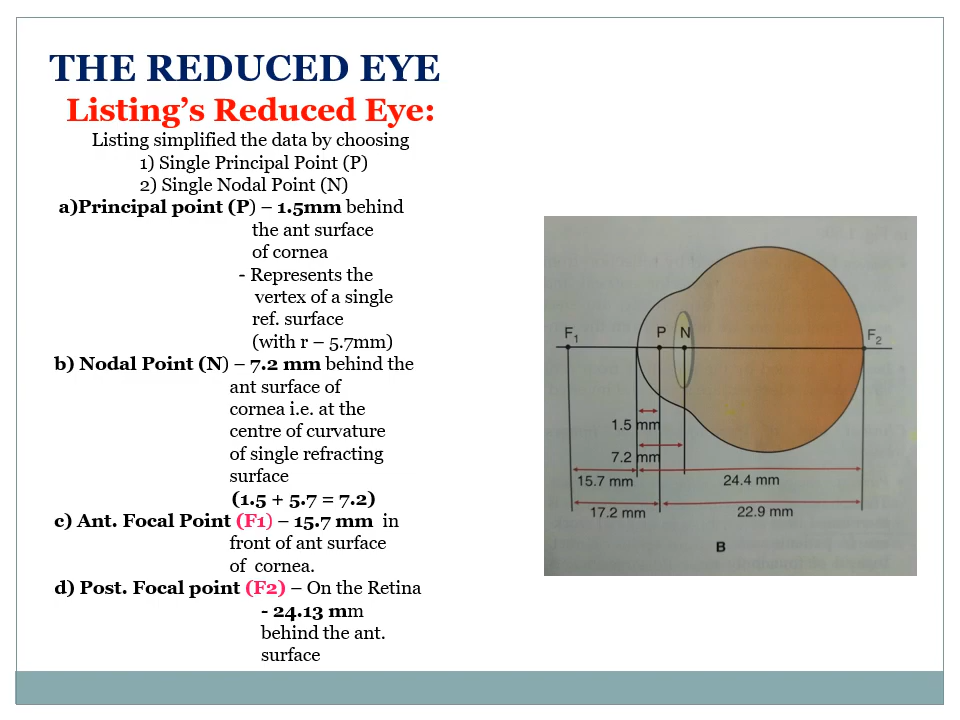 THE REDUCED EYE
Listing's Reduced Eye:
Listing simplified the data by choosing
1) Single Principal Point (P)
2) Single Nodal Point (N)
a)Principal point (P) – 1.5mm behind
the ant surface
of cornea
- Represents the
vertex of a single
ref. surface
(with r – 5.7mm)
b) Nodal Point (N) – 7.2 mm behind the
ant surface of
cornea i.e. at the
centre of curvature
of single refracting
surface
(1.5 + 5.7 = 7.2)
c) Ant. Focal Point (F1) – 15.7 mm in
front of ant surface
of cornea.
d) Post. Focal point (F2) – On the Retina
- 24.13 mm
behind the ant.
surface
F1 P N F2
1.5 mm
7.2 mm
15.7 mm 24.4 mm
17.2 mm 22.9 mm
B